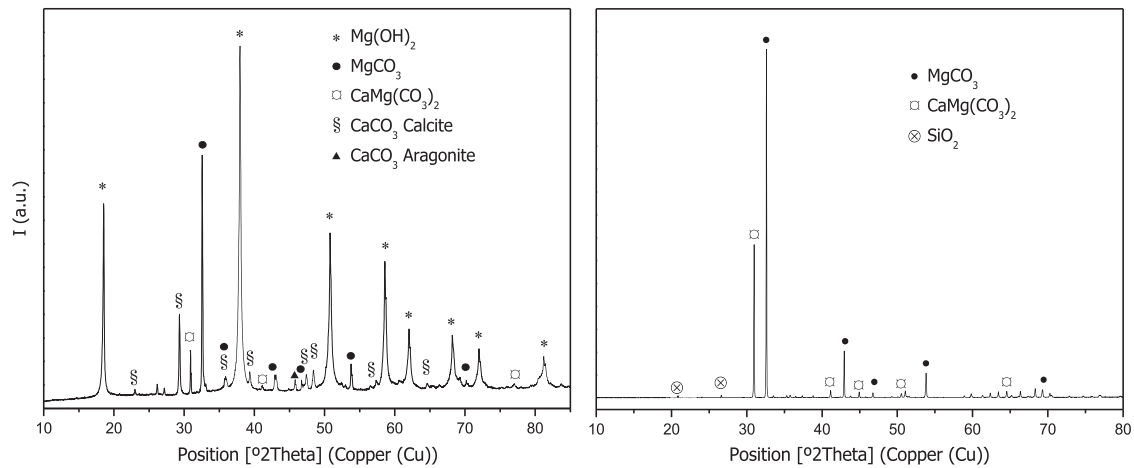 I (a.u.)
* Mg(OH)₂
● MgCO₃
¤ CaMg(CO₃)₂
§ CaCO₃ Calcite
▲ CaCO₃ Aragonite
* § § ¤ ● ● § * § ¤ ● ▲ ● § § * ● § * * § * ● * ¤ *
10 20 30 40 50 60 70 80
Position [º2Theta] (Copper (Cu))
● MgCO₃
¤ CaMg(CO₃)₂
⊗ SiO₂
⊗ ⊗ ¤ ● ¤ ● ¤ ● ¤ ● ¤ ●
10 20 30 40 50 60 70 80
Position [º2Theta] (Copper (Cu))